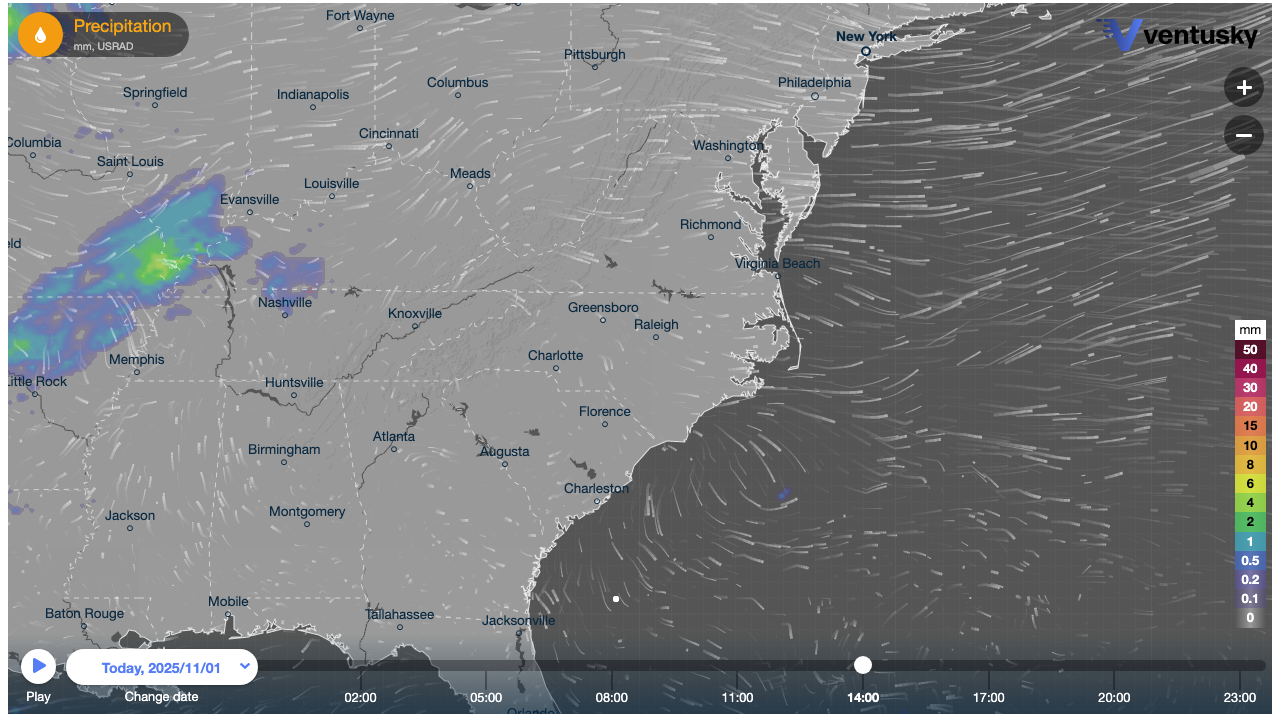 Precipitation
mm, USRAD
ventusky
Fort Wayne
New York
Pittsburgh
Philadelphia
Columbus
Springfield
Indianapolis
Cincinnati
Columbia
Washington
Saint Louis
Meads
Louisville
Evansville
Richmond
eld
Virginia Beach
Nashville
Greensboro
Knoxville
Raleigh
Charlotte
Memphis
Little Rock
Huntsville
Florence
Atlanta
Birmingham
Augusta
Charleston
Montgomery
Jackson
Mobile
Baton Rouge
Tallahassee
Jacksonville
Orlando
mm
50
40
30
20
15
10
8
6
4
2
1
0.5
0.2
0.1
0
Today, 2025/11/01
Play
Change date
02:00
05:00
08:00
11:00
14:00
17:00
20:00
23:00